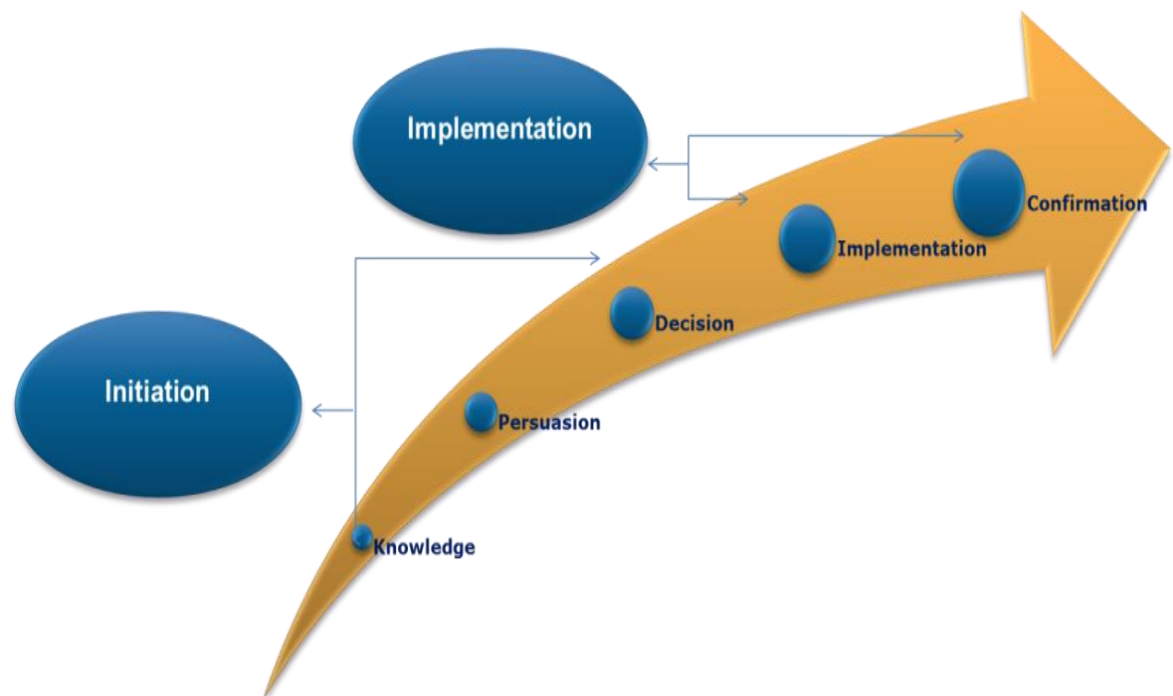 Implementation
Confirmation
Implementation
Decision
Initiation
Persuasion
Knowledge